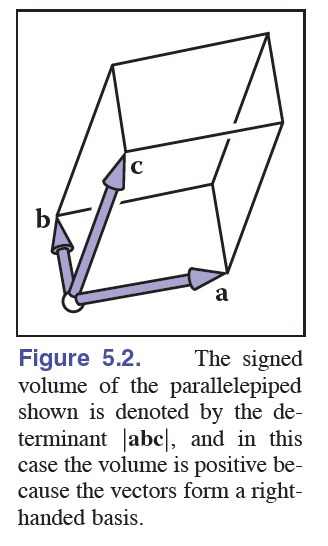 c
b
a
Figure 5.2. The signed
volume of the parallelepiped
shown is denoted by the de-
terminant |abc|, and in this
case the volume is positive be-
cause the vectors form a right-
handed basis.